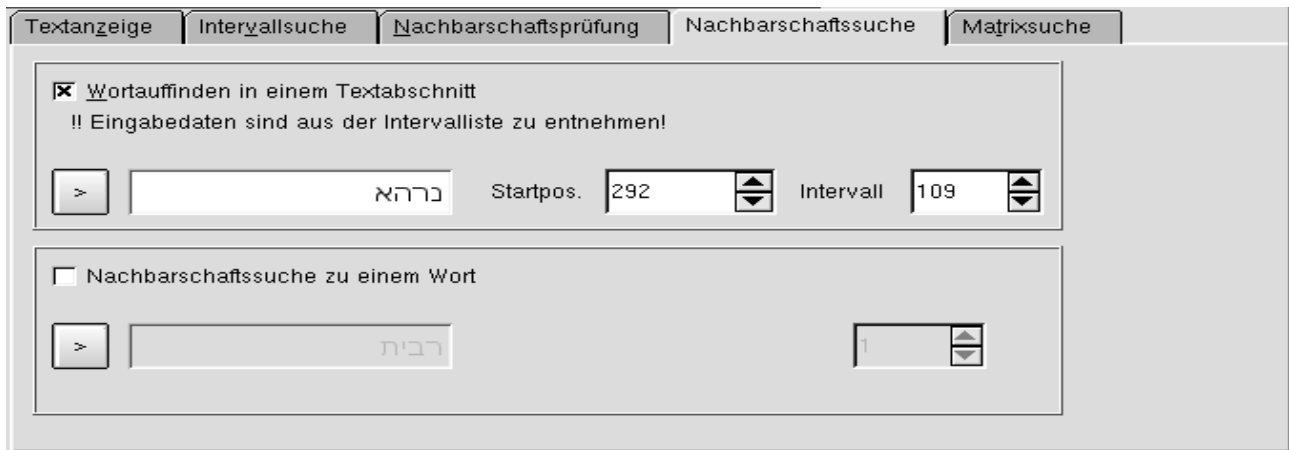 Textanzeige Intervallsuche Nachbarschaftsprüfung Nachbarschaftssuche Matrixsuche
Wortauffinden in einem Textabschnitt
!! Eingabedaten sind aus der Intervalliste zu entnehmen!
> נרהא Startpos. 292 Intervall 109
Nachbarschaftssuche zu einem Wort
> רבית 1